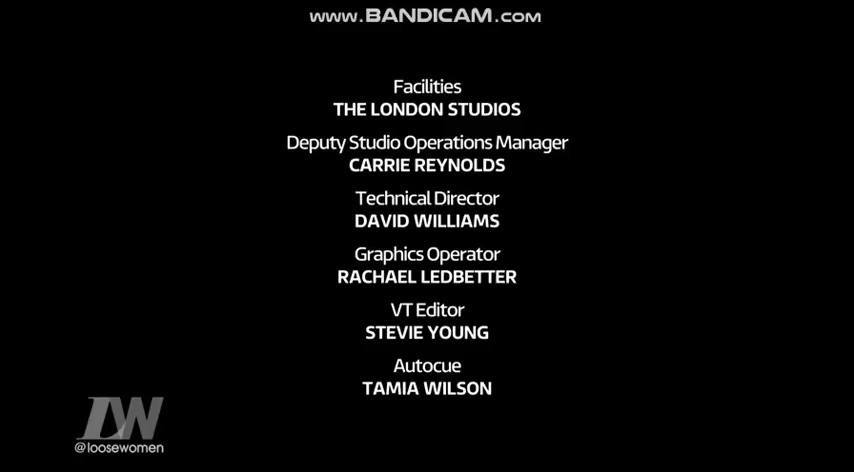 www.BANDICAM.com
Facilities
THE LONDON STUDIOS
Deputy Studio Operations Manager
CARRIE REYNOLDS
Technical Director
DAVID WILLIAMS
Graphics Operator
RACHAEL LEDBETTER
VT Editor
STEVIE YOUNG
Autocue
TAMIA WILSON
LW
@loosewomen